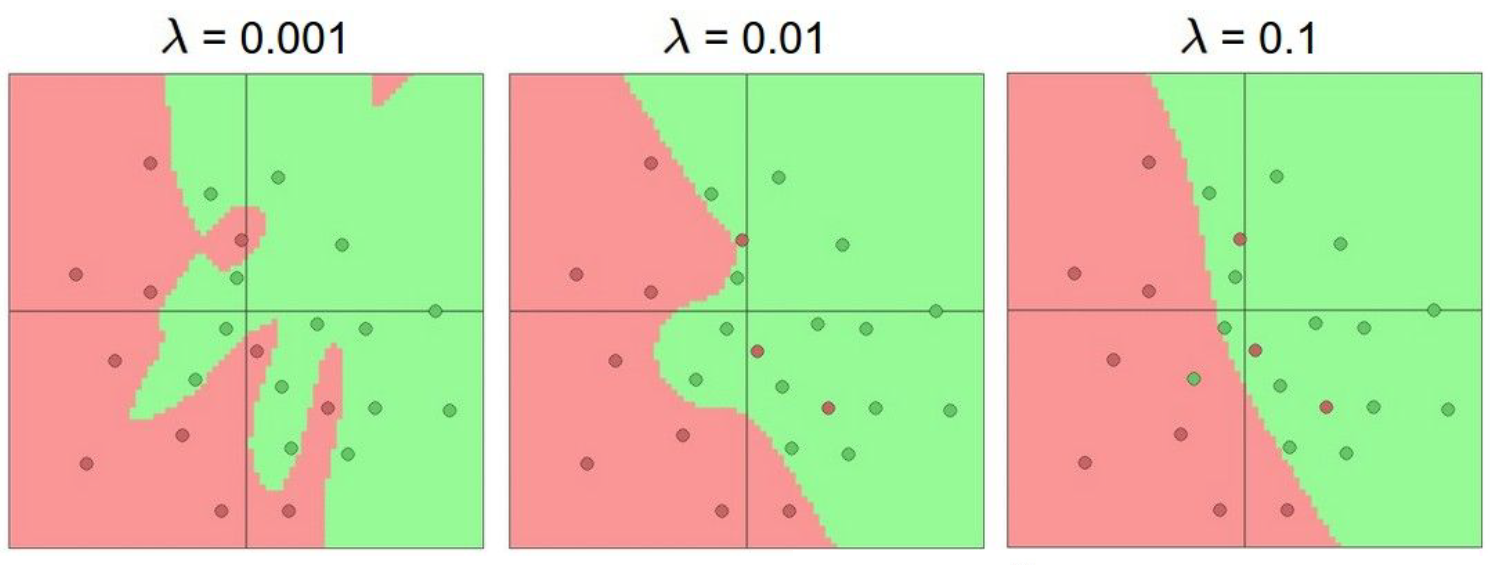 λ = 0.001
λ = 0.01
λ = 0.1